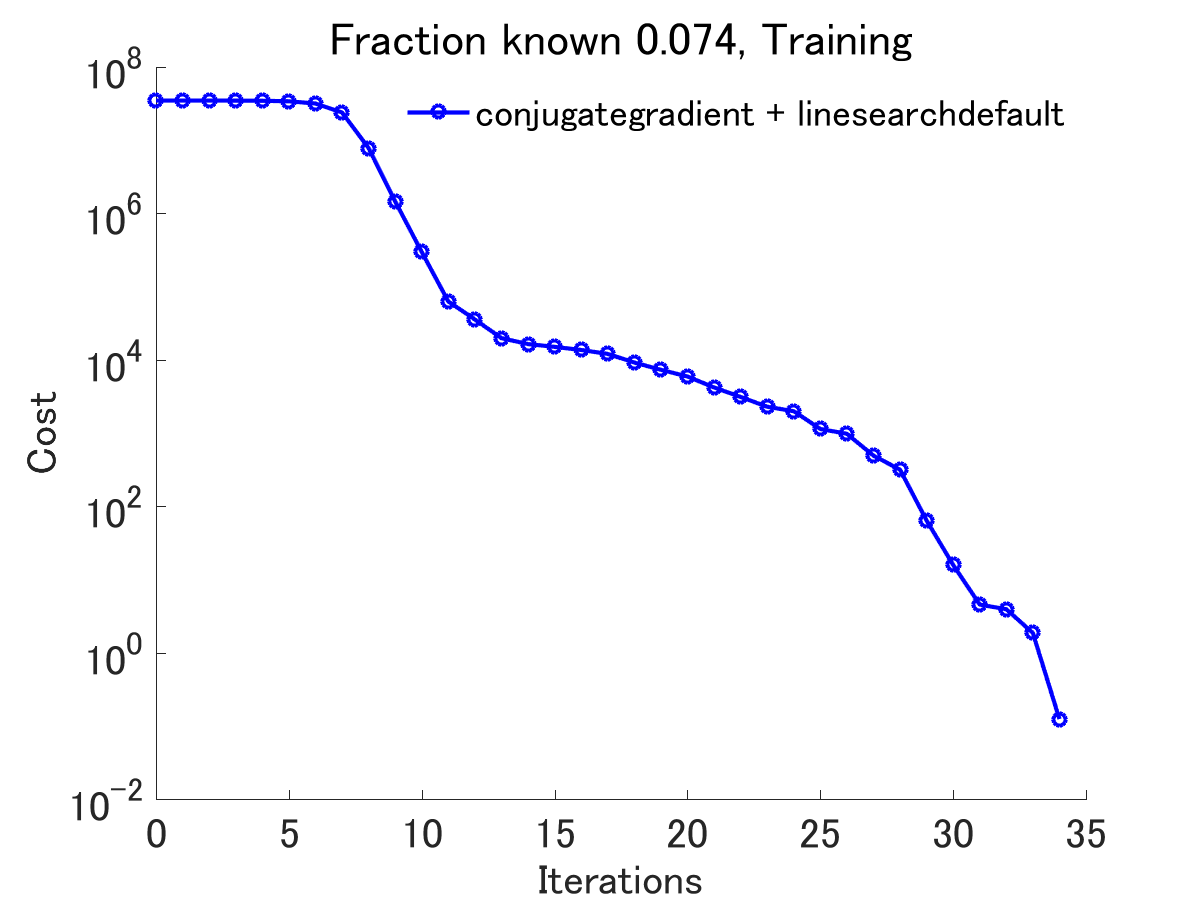 Fraction known 0.074, Training
conjugategradient + linesearchdefault
10^8
10^6
10^4
10^2
10^0
10^-2
Cost
0 5 10 15 20 25 30 35
Iterations